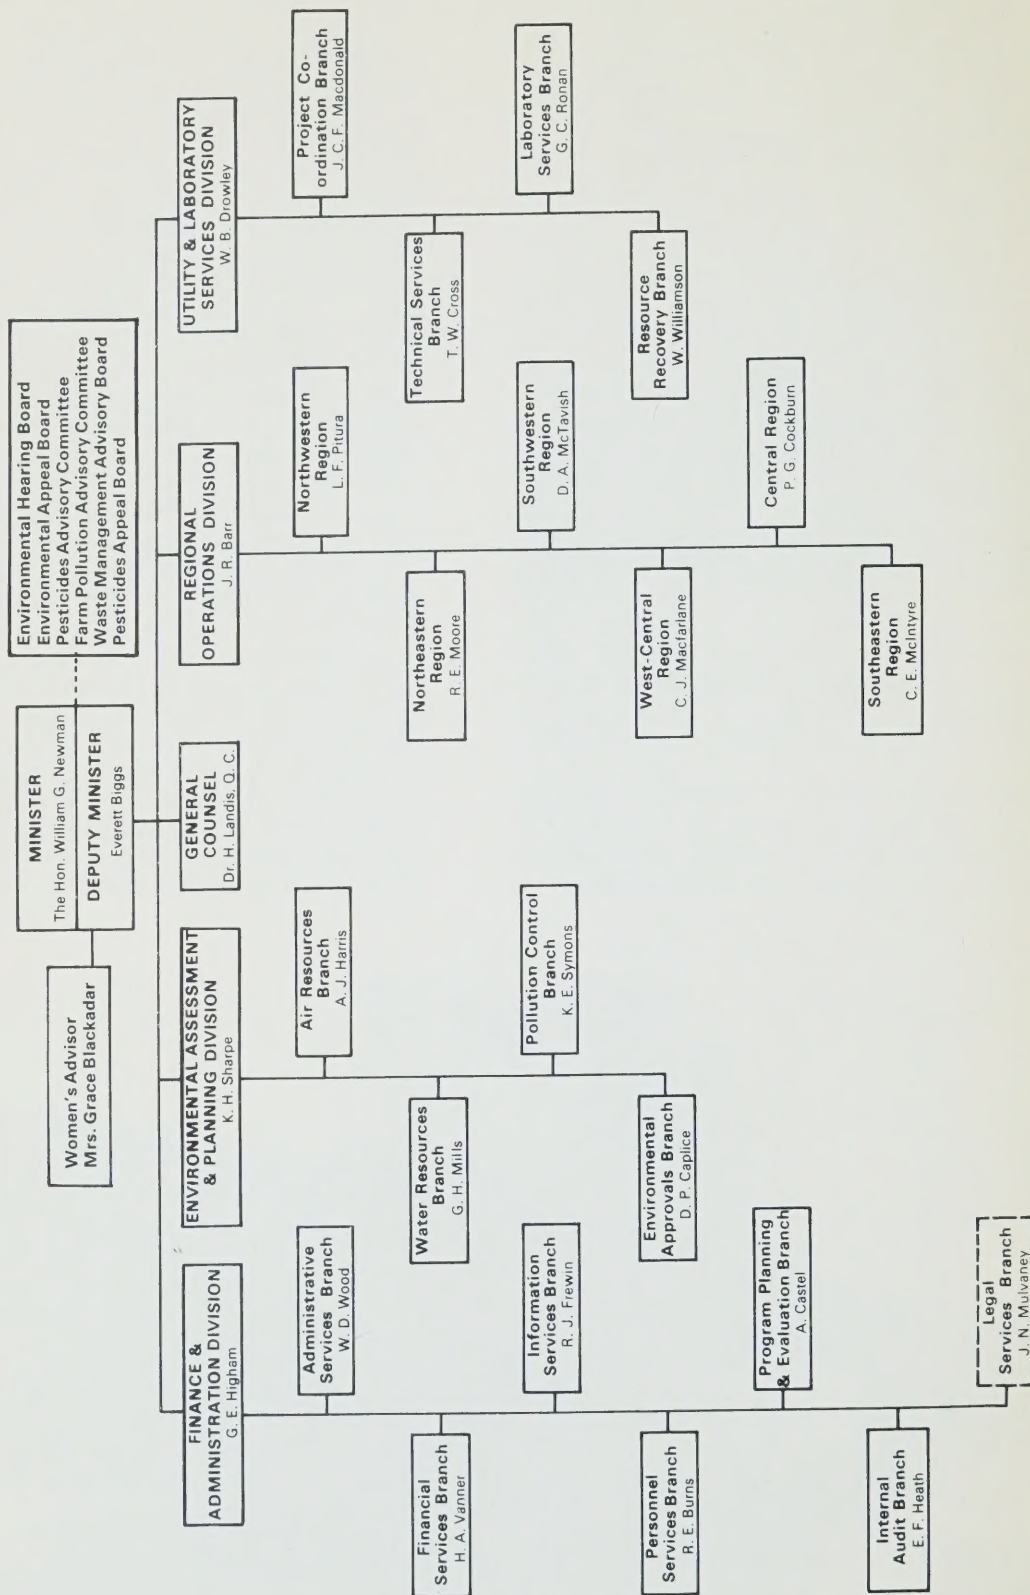 MINISTER
The Hon. William G. Newman
DEPUTY MINISTER
Everett Biggs
Women's Advisor
Mrs. Grace Blackadar
Environmental Hearing Board
Environmental Appeal Board
Pesticides Advisory Committee
Farm Pollution Advisory Committee
Waste Management Advisory Board
Pesticides Appeal Board
FINANCE &
ADMINISTRATION DIVISION
G. E. Higham
Administrative
Services Branch
W. D. Wood
Financial
Services Branch
H. A. Vanner
Information
Services Branch
R. J. Frewin
Personnel
Services Branch
R. E. Burns
Program Planning
& Evaluation Branch
A. Castel
Internal
Audit Branch
E. F. Heath
Legal
Services Branch
J. N. Mulvaney
ENVIRONMENTAL ASSESSMENT
& PLANNING DIVISION
K. H. Sharpe
Air Resources
Branch
A. J. Harris
Water Resources
Branch
G. H. Mills
Pollution Control
Branch
K. E. Symons
Environmental
Approvals Branch
D. P. Caplice
GENERAL
COUNSEL
Dr. H. Landis, Q. C.
REGIONAL
OPERATIONS DIVISION
J. R. Barr
Northwestern
Region
L. F. Pitura
Northeastern
Region
R. E. Moore
Southwestern
Region
D. A. McTavish
West-Central
Region
C. J. Macfarlane
Central Region
P. G. Cockburn
Southeastern
Region
C. E. McIntyre
UTILITY & LABORATORY
SERVICES DIVISION
W. B. Drowley
Project Co-
ordination Branch
J. C. F. Macdonald
Technical Services
Branch
T. W. Cross
Laboratory
Services Branch
G. C. Ronan
Resource
Recovery Branch
W. Williamson